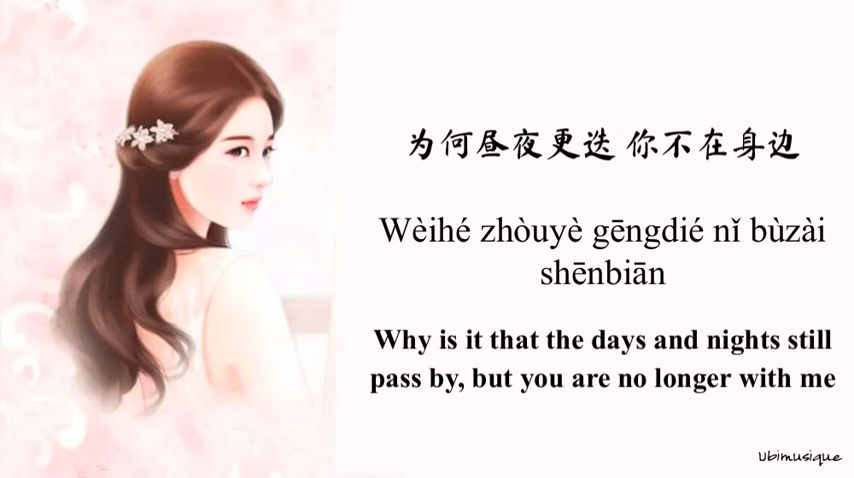 为何昼夜更迭 你不在身边
Wèihé zhòuyè gēngdié nǐ bùzài
shēnbiān
Why is it that the days and nights still
pass by, but you are no longer with me
Ubimusique